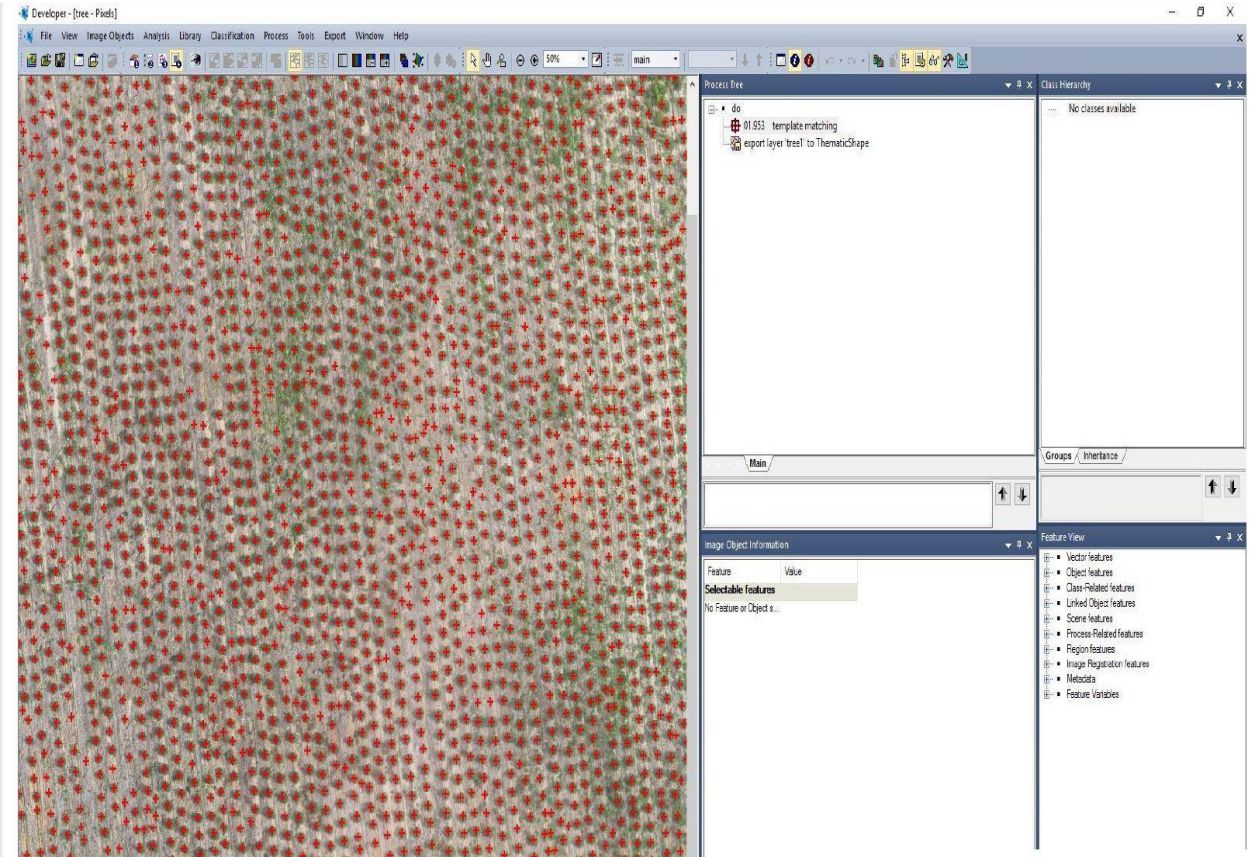 Developer - [tree - Pixels]
File View Image Objects Analysis Library Classification Process Tools Export Window Help
50% main
Process Tree
do
01.953 template matching
export layer 'tree1' to ThematicShape
Main
Class Hierarchy
No classes available
Groups Inheritance
Image Object Information
Feature Value
Selectable features
No Feature or Object s...
Feature View
Vector features
Object features
Class-Related features
Linked Object features
Scene features
Process-Related features
Region features
Image Registration features
Metadata
Feature Variables